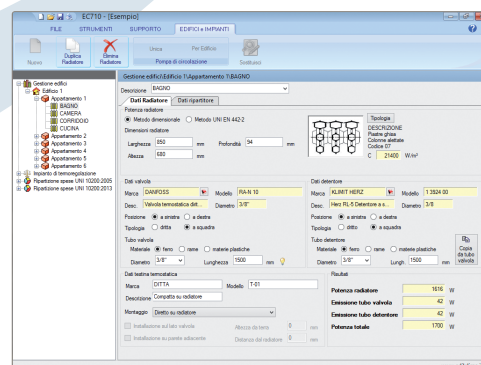 EC710 - [Esempio]
FILE STRUMENTI SUPPORTO EDIFICI e IMPIANTI
Nuovo Duplica Radiatore Elimina Radiatore Unica Per Edificio Sostituisci
Pompa di circolazione
Gestione edifici\Edificio 1\Appartamento 1\BAGNO
Gestione edifici
Edificio 1
Appartamento 1
BAGNO
CAMERA
CORRIDOIO
CUCINA
Appartamento 2
Appartamento 3
Appartamento 4
Appartamento 5
Appartamento 6
Impianto di termoregolazione
Ripartizione spese UNI 10200:2005
Ripartizione spese UNI 10200:2013
Descrizione BAGNO
Dati Radiatore Dati ripartitore
Potenza radiatore
Metodo dimensionale Metodo UNI EN 442-2
Dimensioni radiatore
Larghezza 850 mm Profondità 94 mm
Altezza 680 mm
Tipologia
DESCRIZIONE
Piastre ghisa
Colonne alettate
Codice 07
C 21400 W/m³
Dati valvola
Marca DANFOSS Modello RA-N 10
Desc. Valvola termostatica dirit... Diametro 3/8"
Posizione a sinistra a destra
Tipologia dritta a squadra
Tubo valvola
Materiale ferro rame materie plastiche
Diametro 3/8" Lunghezza 1500 mm
Dati detentore
Marca KLIMIT HERZ Modello 1 3924 00
Desc. Herz RL-5 Detentore a s... Diametro 3/8
Posizione a sinistra a destra
Tipologia dritto a squadra
Tubo detentore
Materiale ferro rame materie plastiche
Diametro 3/8" Lungh. 1500 mm
Copia da tubo valvola
Dati testina termostatica
Marca DITTA Modello T-01
Descrizione Compatta su radiatore
Montaggio Diretto su radiatore
Installazione sul lato valvola Altezza da terra 0 mm
Installazione su parete adiacente Distanza dal radiatore 0 mm
Risultati
Potenza radiatore 1616 W
Emissione tubo valvola 42 W
Emissione tubo detentore 42 W
Potenza totale 1700 W